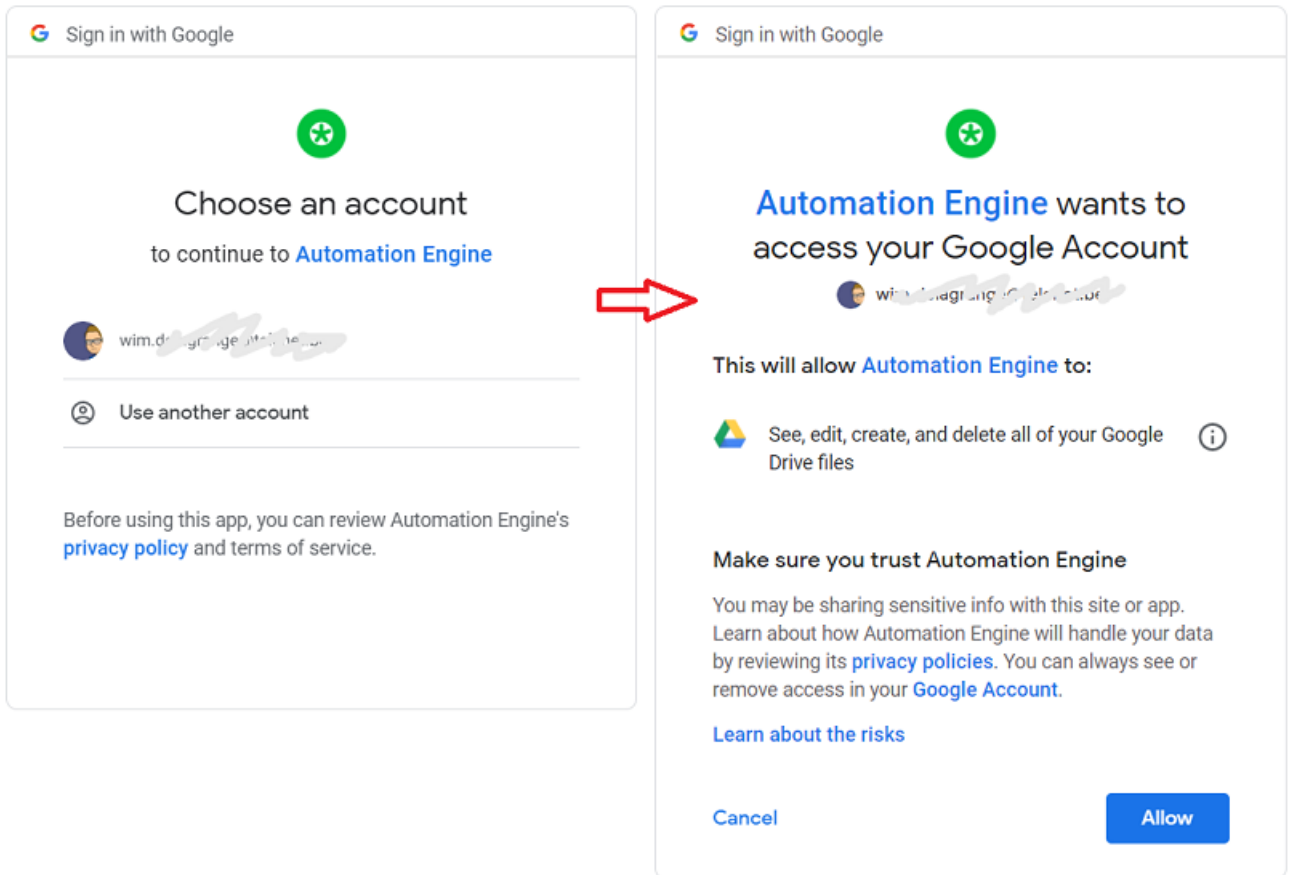 Sign in with Google
Choose an account
to continue to Automation Engine
Use another account
Before using this app, you can review Automation Engine's
privacy policy and terms of service.
Sign in with Google
Automation Engine wants to
access your Google Account
This will allow Automation Engine to:
See, edit, create, and delete all of your Google
Drive files
Make sure you trust Automation Engine
You may be sharing sensitive info with this site or app.
Learn about how Automation Engine will handle your data
by reviewing its privacy policies. You can always see or
remove access in your Google Account.
Learn about the risks
Cancel
Allow